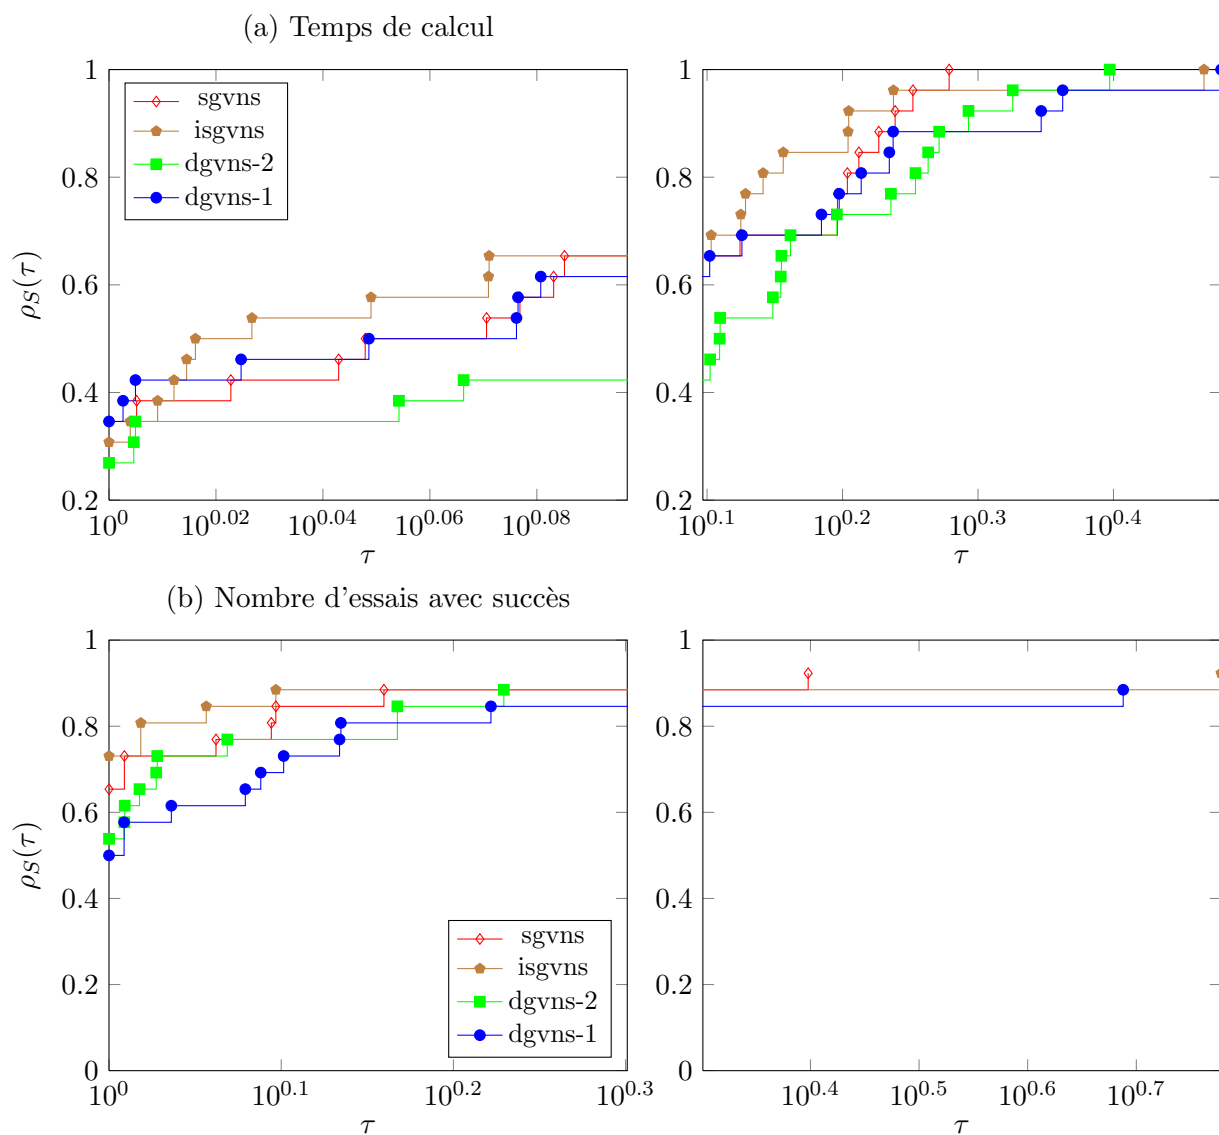 (a) Temps de calcul
1
0.8
0.6
0.4
0.2
ρS(τ)
sgvns
isgvns
dgvns-2
dgvns-1
10^0 10^0.02 10^0.04 10^0.06 10^0.08
τ
1
0.8
0.6
0.4
0.2
10^0.1 10^0.2 10^0.3 10^0.4
τ
(b) Nombre d'essais avec succès
1
0.8
0.6
0.4
0.2
0
ρS(τ)
sgvns
isgvns
dgvns-2
dgvns-1
10^0 10^0.1 10^0.2 10^0.3
τ
1
0.8
0.6
0.4
0.2
0
10^0.4 10^0.5 10^0.6 10^0.7
τ